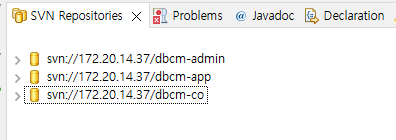 SVN Repositories Problems Javadoc Declaration
svn://172.20.14.37/dbcm-admin
svn://172.20.14.37/dbcm-app
svn://172.20.14.37/dbcm-co